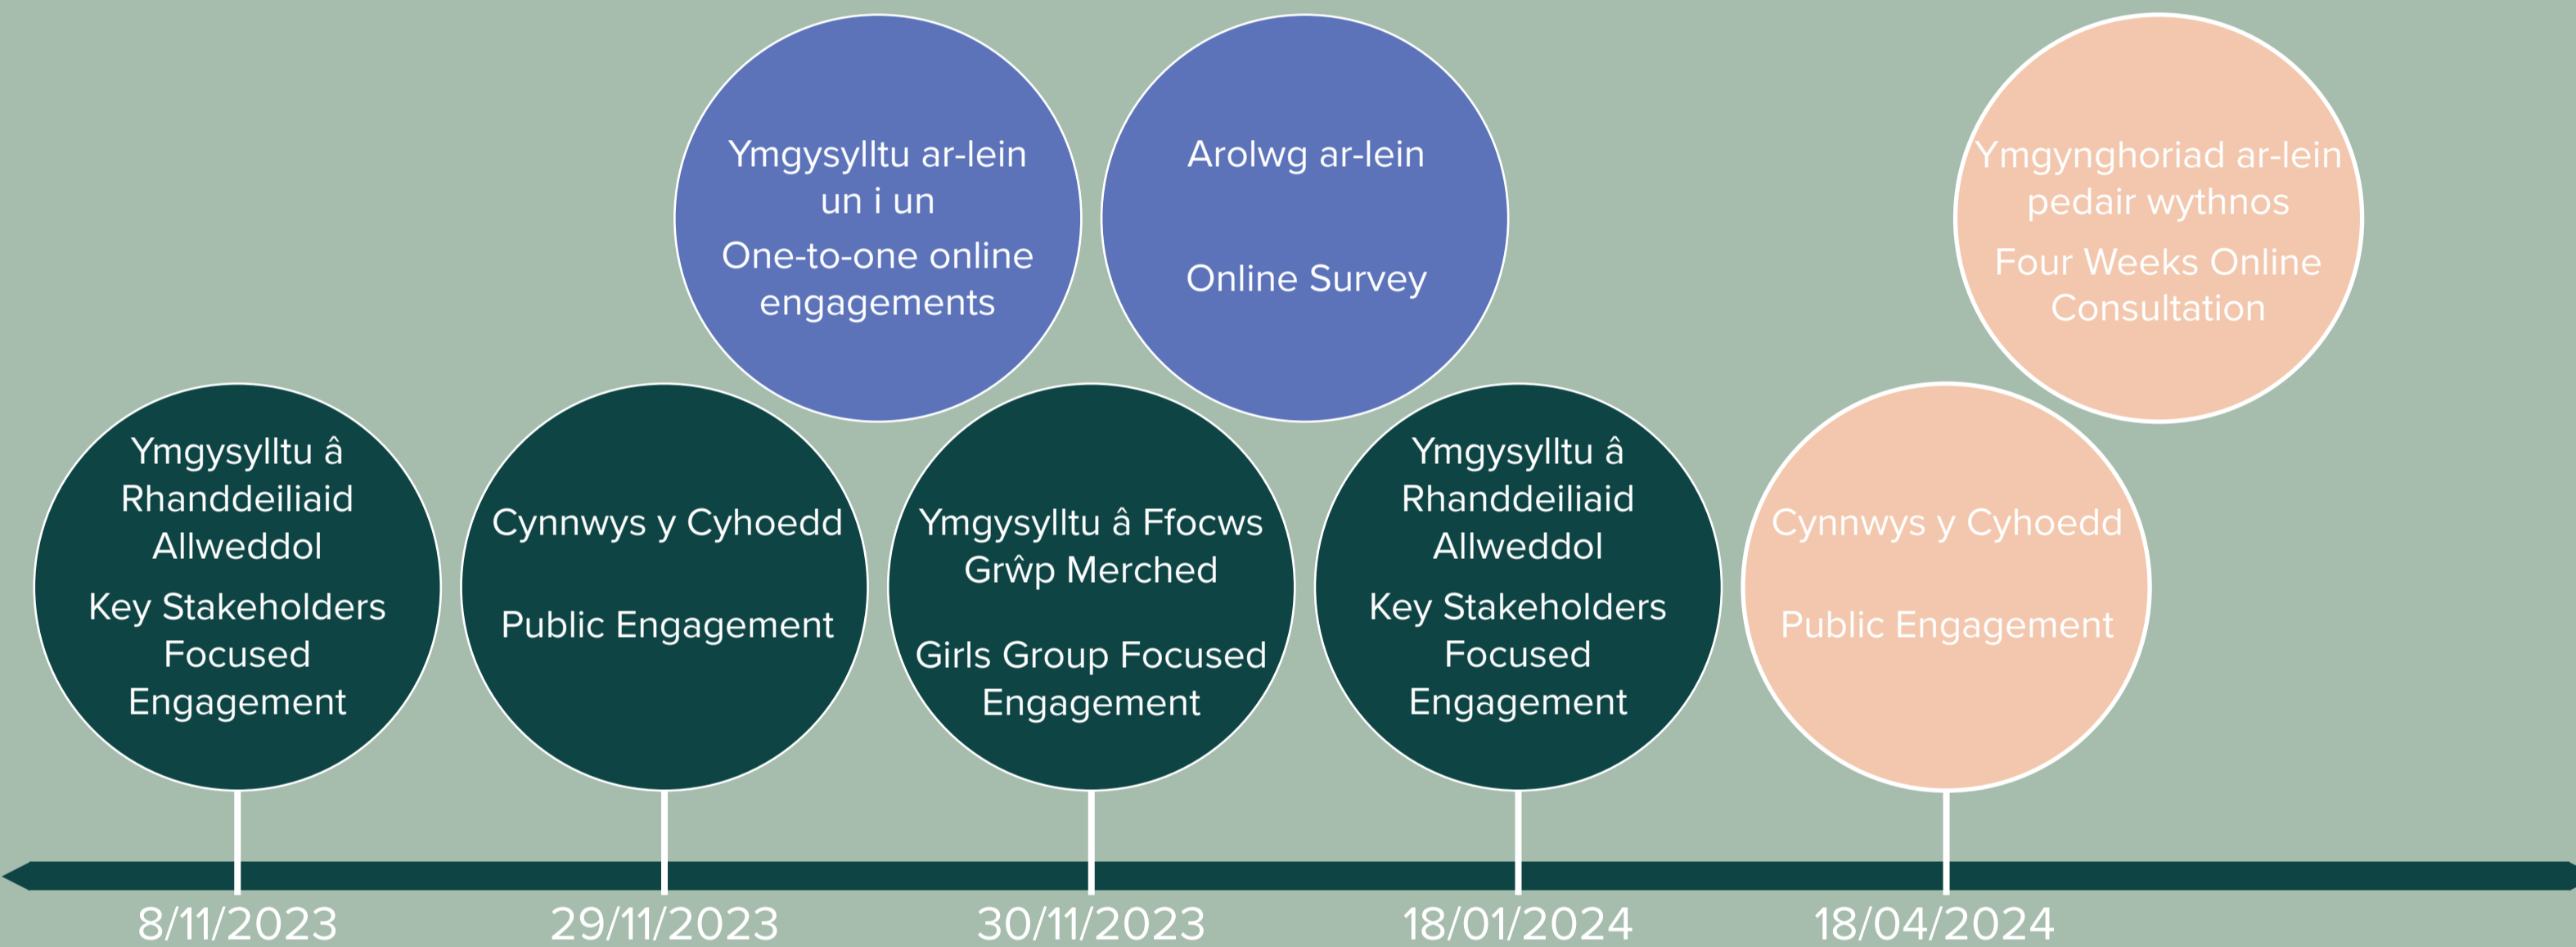 Ymgysylltu ar-lein
un i un
One-to-one online
engagements
Arolwg ar-lein
Online Survey
Ymgynghoriad ar-lein
pedair wythnos
Four Weeks Online
Consultation
Ymgysylltu â
Rhanddeiliaid
Allweddol
Key Stakeholders
Focused
Engagement
Cynnwys y Cyhoedd
Public Engagement
Ymgysylltu â Ffocws
Grŵp Merched
Girls Group Focused
Engagement
Ymgysylltu â
Rhanddeiliaid
Allweddol
Key Stakeholders
Focused
Engagement
Cynnwys y Cyhoedd
Public Engagement
8/11/2023
29/11/2023
30/11/2023
18/01/2024
18/04/2024